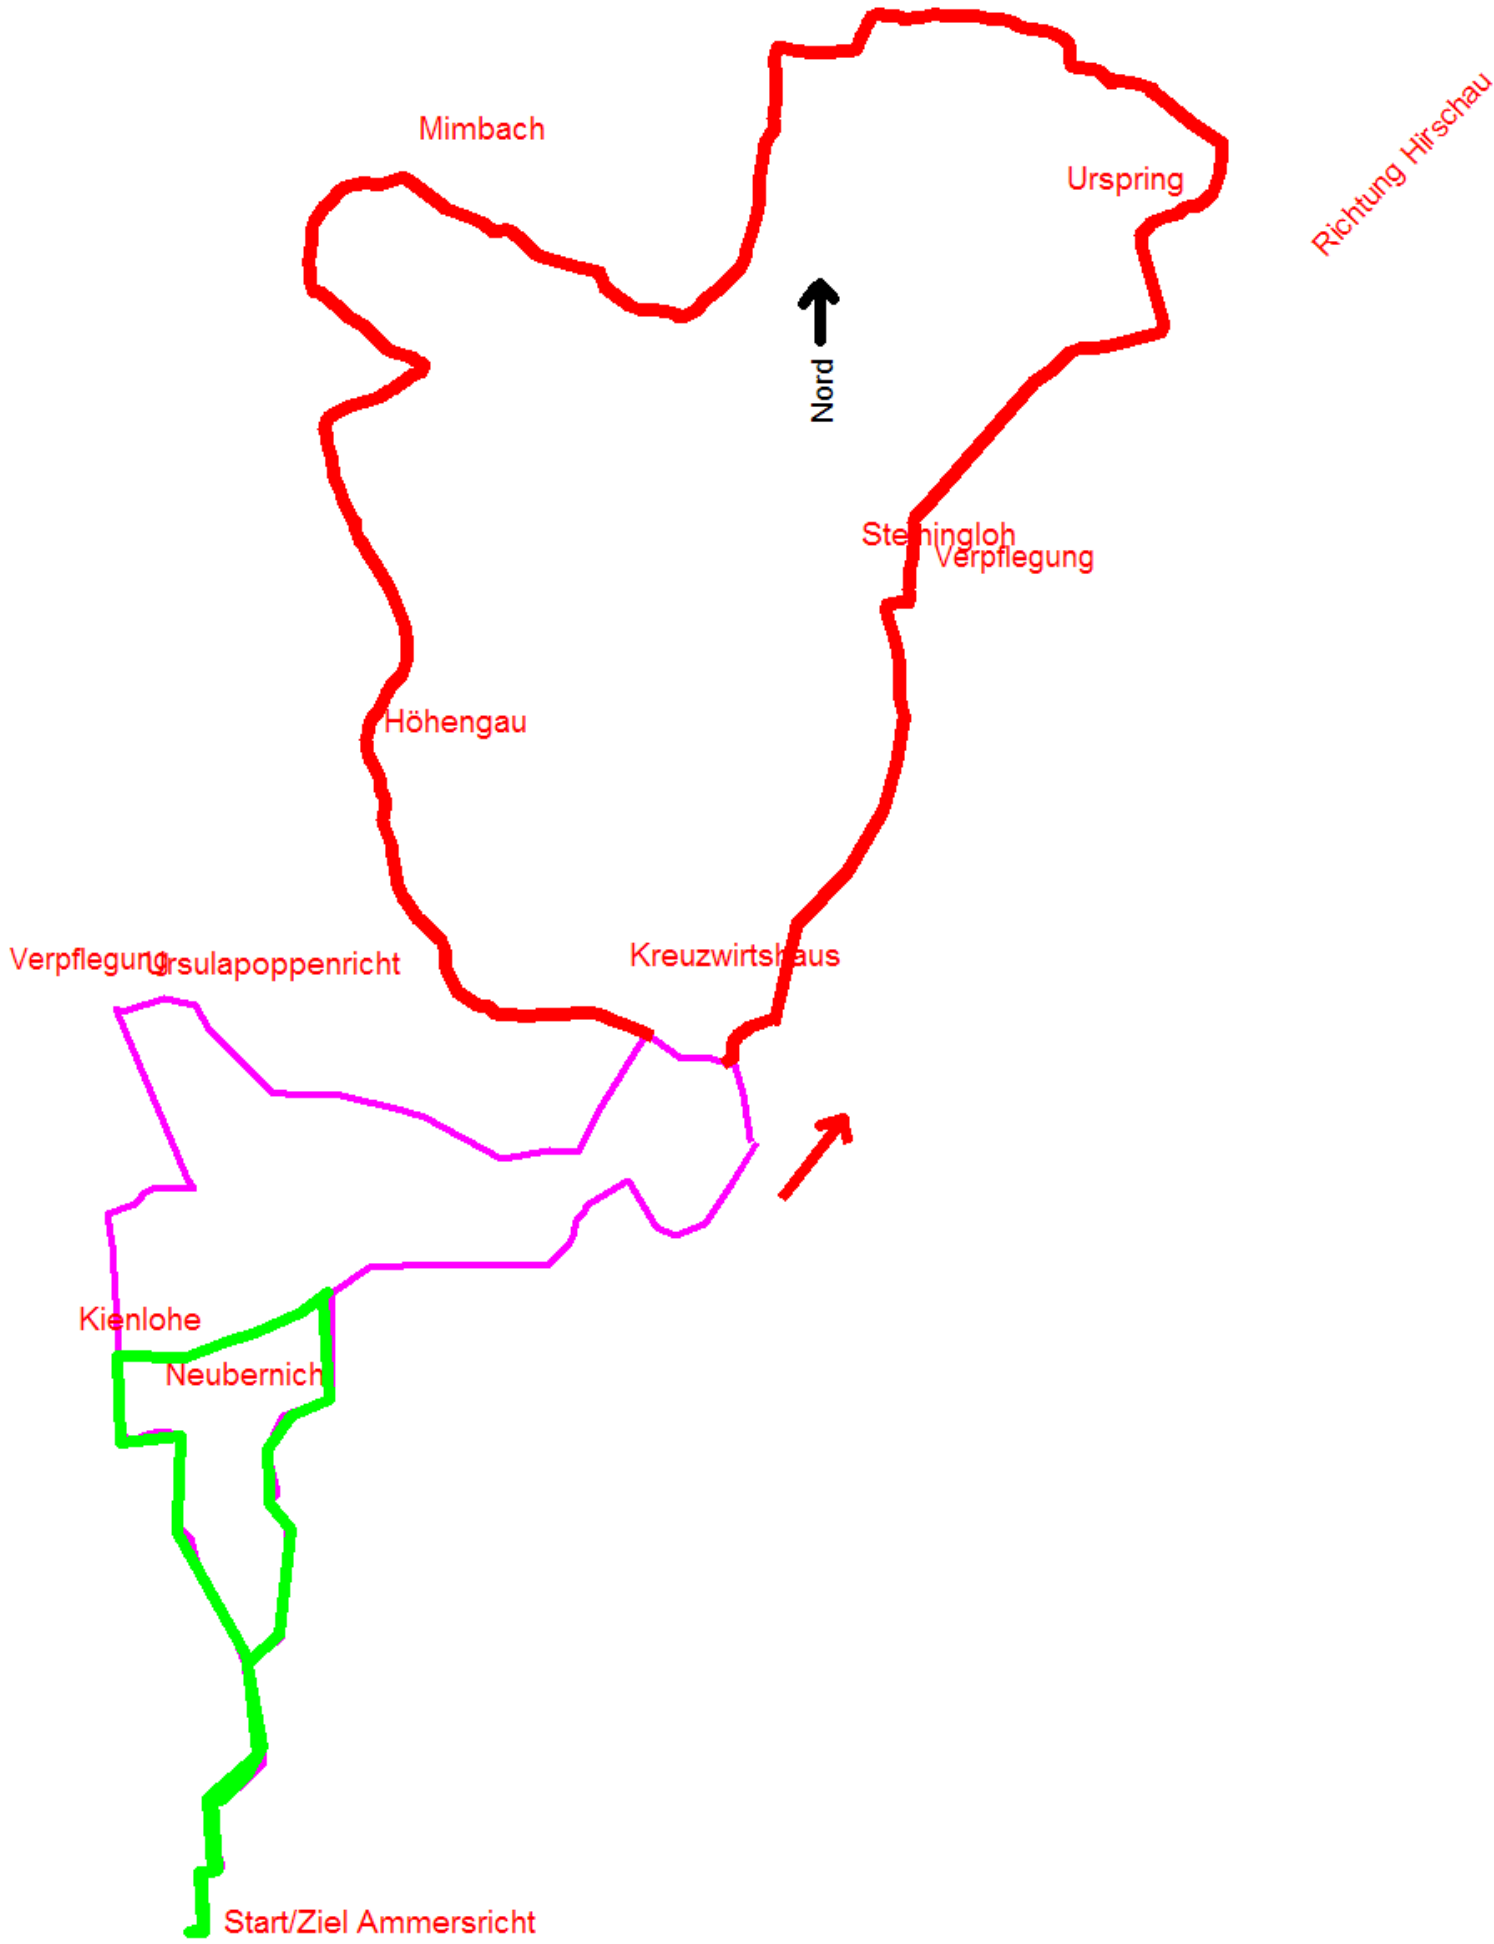 Mimbach
Urspring
Richtung Hirschau
Nord
Steiningloh
Verpflegung
Höhengau
Kreuzwirtshaus
Verpflegung
Ursulapoppenricht
Kienlohe
Neubernich
Start/Ziel Ammersricht